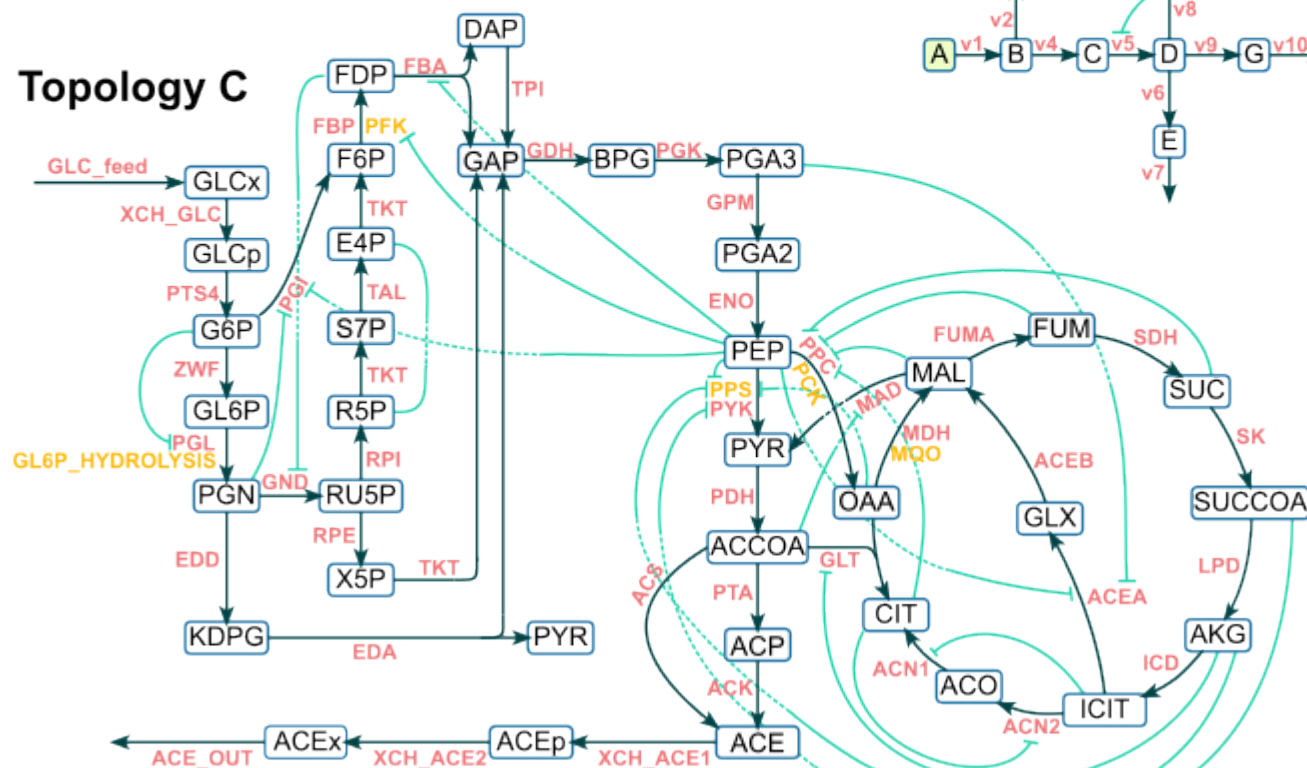 Topology C
DAP
v8
v2
A
v1
B
v4
C
v5
D
v9
G
v10
FDP
FBA
TPI
v6
FBP
PFK
E
GLC_feed
GLCx
F6P
GAP
GDH
BPG
PGK
PGA3
v7
XCH_GLC
TKT
GPM
GLCp
E4P
PGA2
PTS4
PGI
TAL
ENO
G6P
S7P
FUMA
FUM
SDH
PEP
PPC
ZWF
TKT
PCK
MAL
SUC
GL6P
R5P
PPS
PYK
MAD
PGL
GL6P_HYDROLYSIS
RPI
PYR
MDH
MQO
ACEB
SK
PGN
GND
RU5P
PDH
OAA
GLX
SUCCOA
RPE
ACCOA
GLT
EDD
X5P
TKT
ACS
PTA
ACEA
LPD
CIT
KDPG
EDA
PYR
ACP
AKG
ACN1
ICD
ACK
ACO
ICIT
ACN2
ACE_OUT
ACEx
XCH_ACE2
ACEp
XCH_ACE1
ACE